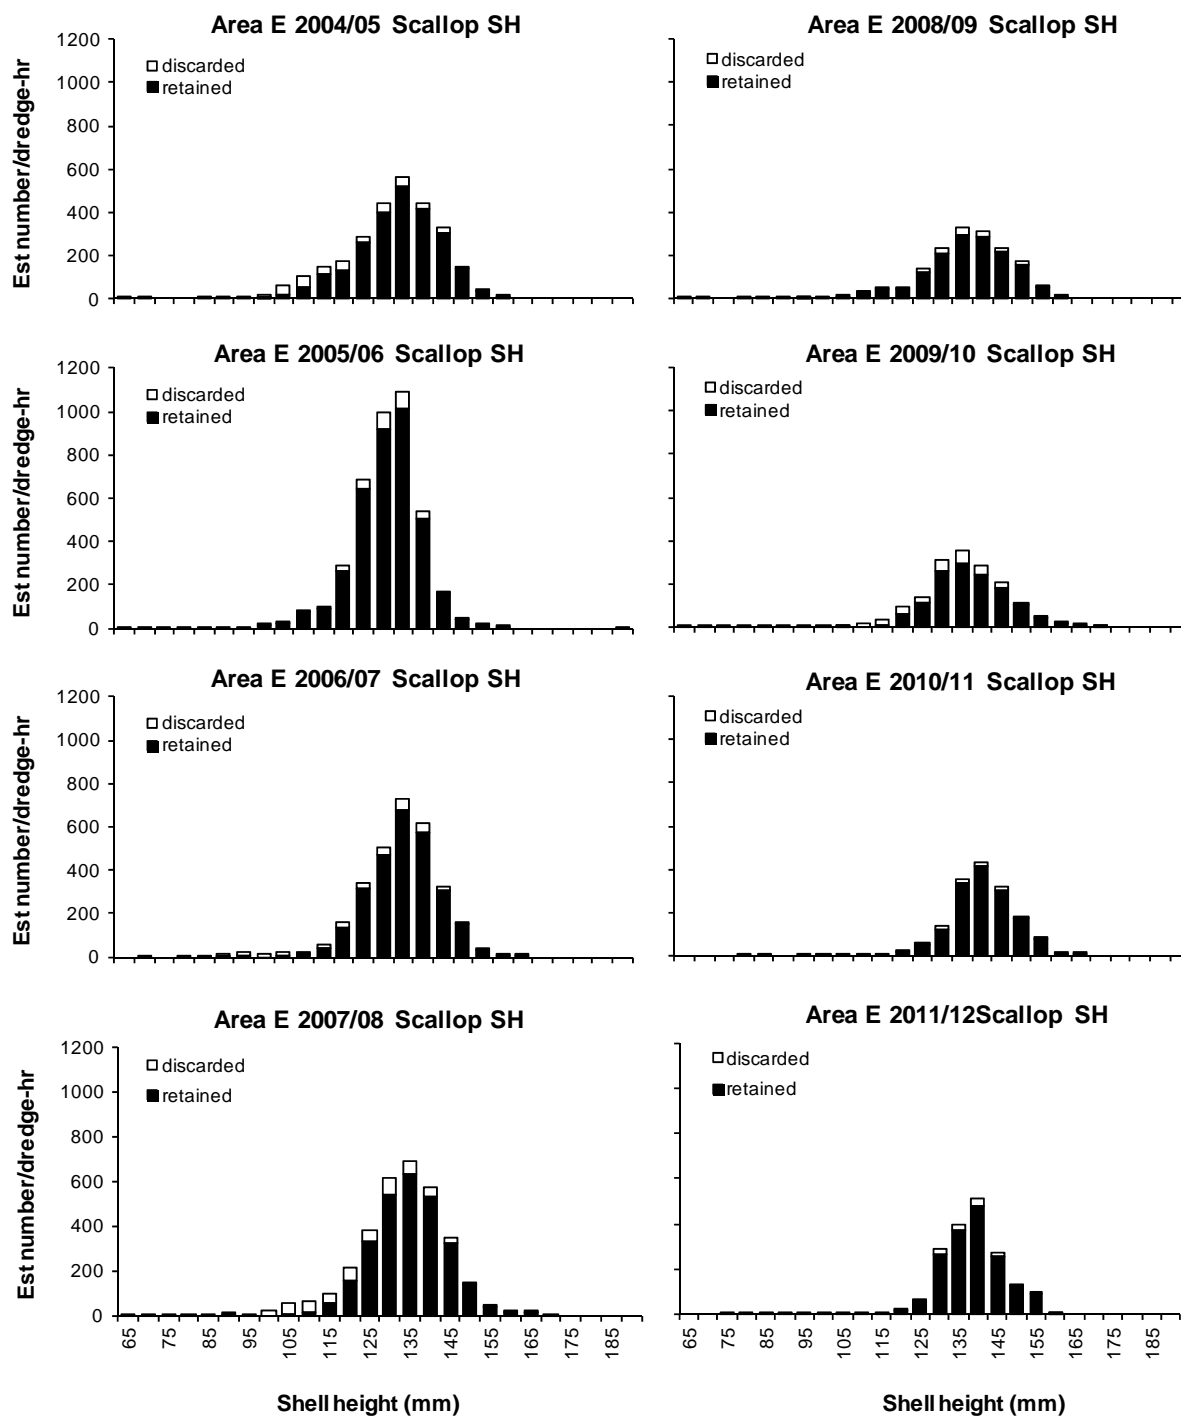 Area E 2004/05 Scallop SH
Est number/dredge-hr
1200
1000
800
600
400
200
0
discarded
retained
Area E 2008/09 Scallop SH
discarded
retained
Area E 2005/06 Scallop SH
Est number/dredge-hr
1200
1000
800
600
400
200
0
discarded
retained
Area E 2009/10 Scallop SH
discarded
retained
Area E 2006/07 Scallop SH
Est number/dredge-hr
1200
1000
800
600
400
200
0
discarded
retained
Area E 2010/11 Scallop SH
discarded
retained
Area E 2007/08 Scallop SH
Est number/dredge-hr
1200
1000
800
600
400
200
0
discarded
retained
65 75 85 95 105 115 125 135 145 155 165 175 185
Shell height (mm)
Area E 2011/12Scallop SH
discarded
retained
65 75 85 95 105 115 125 135 145 155 165 175 185
Shell height (mm)